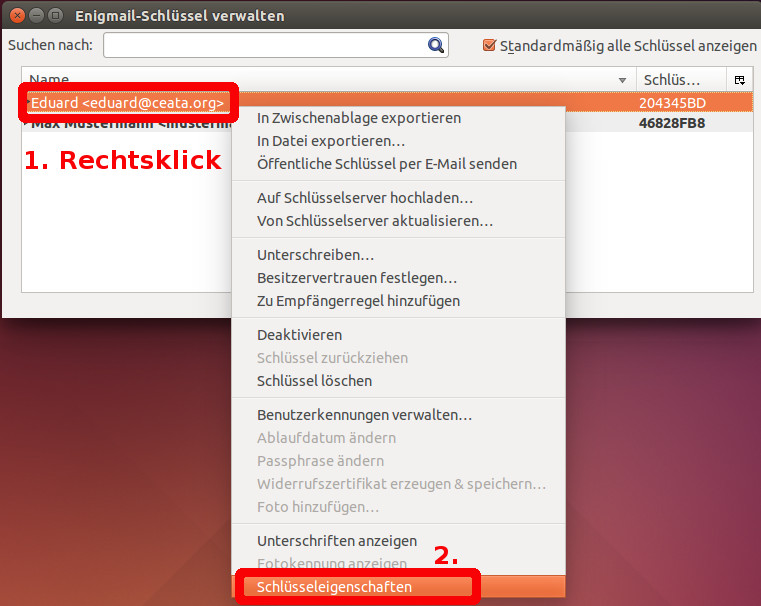 Enigmail-Schlüssel verwalten
Suchen nach:
Standardmäßig alle Schlüssel anzeigen
Name
Schlüs...
Eduard <eduard@ceata.org>
204345BD
Max Mustermann <musterma
46828FB8
1. Rechtsklick
In Zwischenablage exportieren
In Datei exportieren...
Öffentliche Schlüssel per E-Mail senden
Auf Schlüsselserver hochladen...
Von Schlüsselserver aktualisieren...
Unterschreiben...
Besitzervertrauen festlegen...
Zu Empfängerregel hinzufügen
Deaktivieren
Schlüssel zurückziehen
Schlüssel löschen
Benutzerkennungen verwalten...
Ablaufdatum ändern
Passphrase ändern
Widerrufszertifikat erzeugen & speichern...
Foto hinzufügen...
Unterschriften anzeigen
2.
Fotokennung anzeigen
Schlüsseleigenschaften